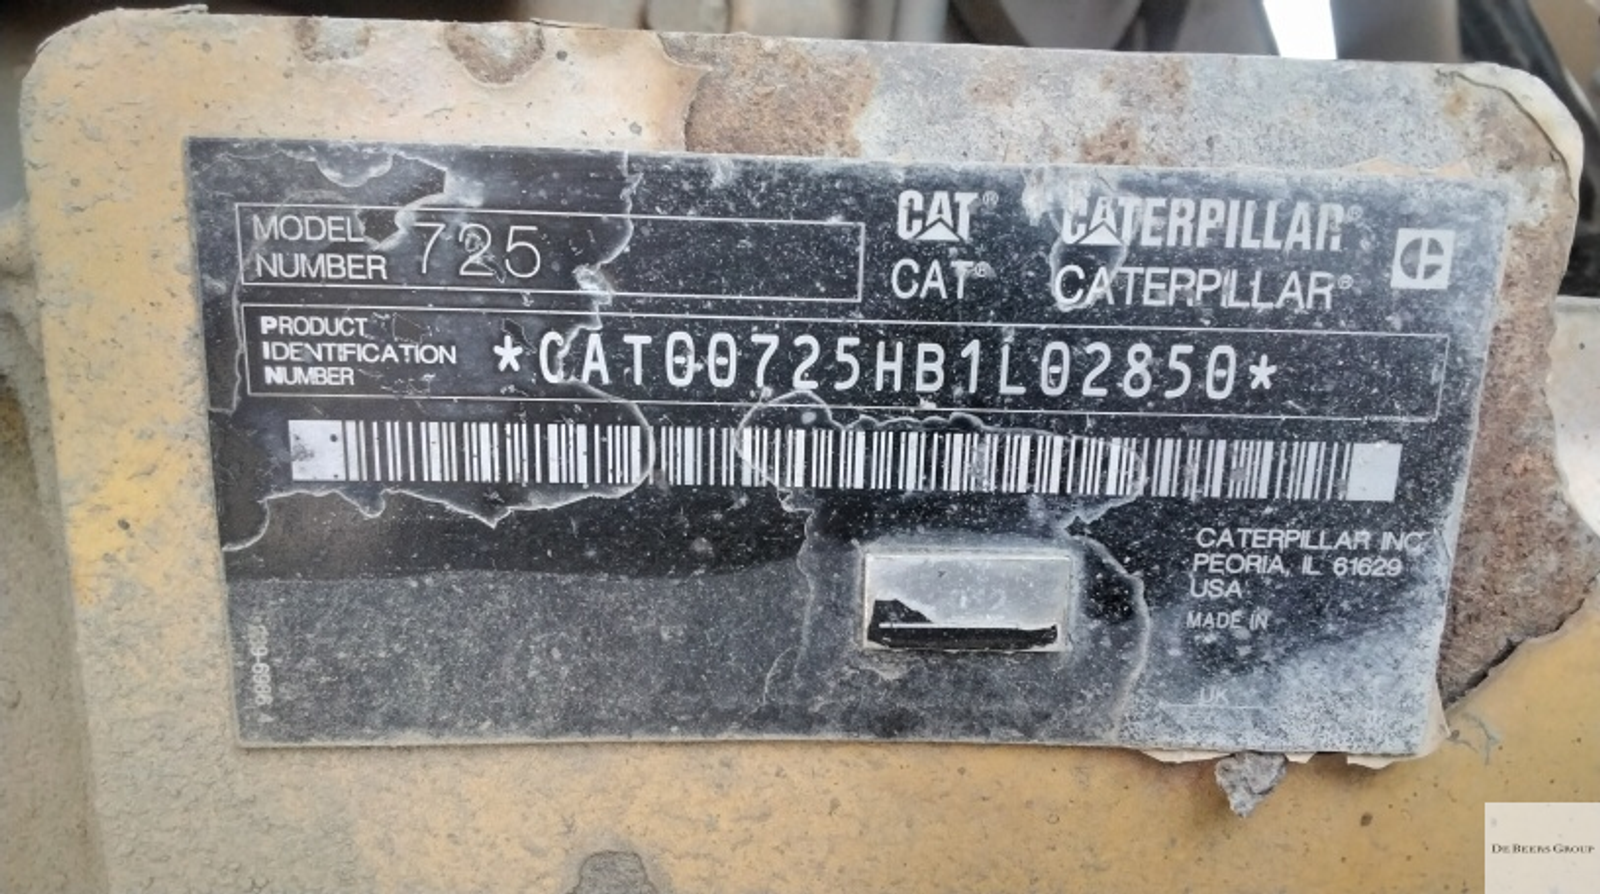 MODEL NUMBER 725
CAT® CATERPILLAR®
CAT® CATERPILLAR®
PRODUCT IDENTIFICATION NUMBER *CAT00725HB1L02850*
CATERPILLAR INC
PEORIA, IL 61629
USA
MADE IN
UK
DE BEERS GROUP